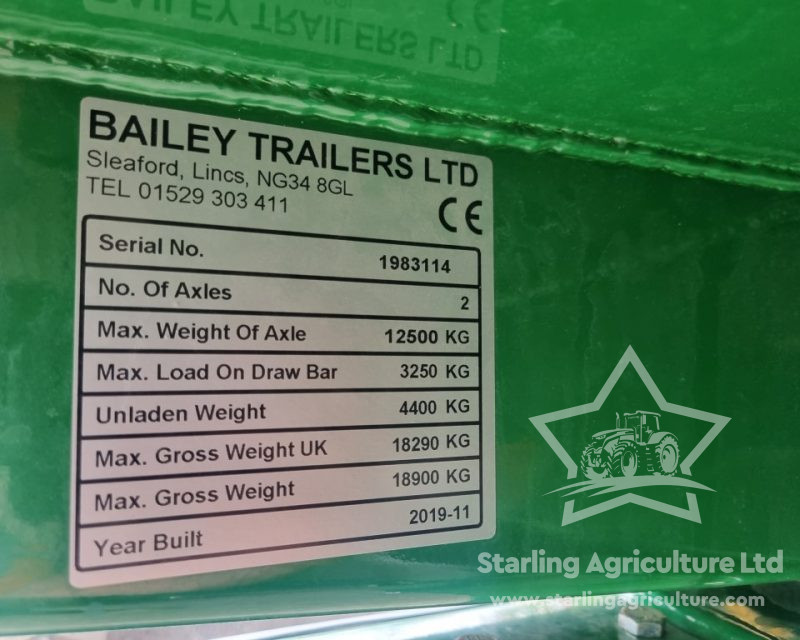 BAILEY TRAILERS LTD
BAILEY TRAILERS LTD
Sleaford, Lincs, NG34 8GL
TEL 01529 303 411
CE
Serial No. 1983114
No. Of Axles 2
Max. Weight Of Axle 12500 KG
Max. Load On Draw Bar 3250 KG
Unladen Weight 4400 KG
Max. Gross Weight UK 18290 KG
Max. Gross Weight 18900 KG
Year Built 2019-11
Starling Agriculture Ltd
www.starlingagriculture.com